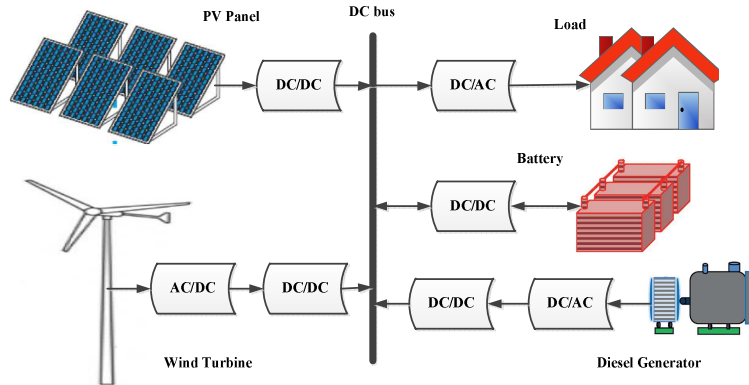 PV Panel
DC bus
Load
DC/DC
DC/AC
Battery
DC/DC
AC/DC
DC/DC
DC/DC
DC/AC
Wind Turbine
Diesel Generator